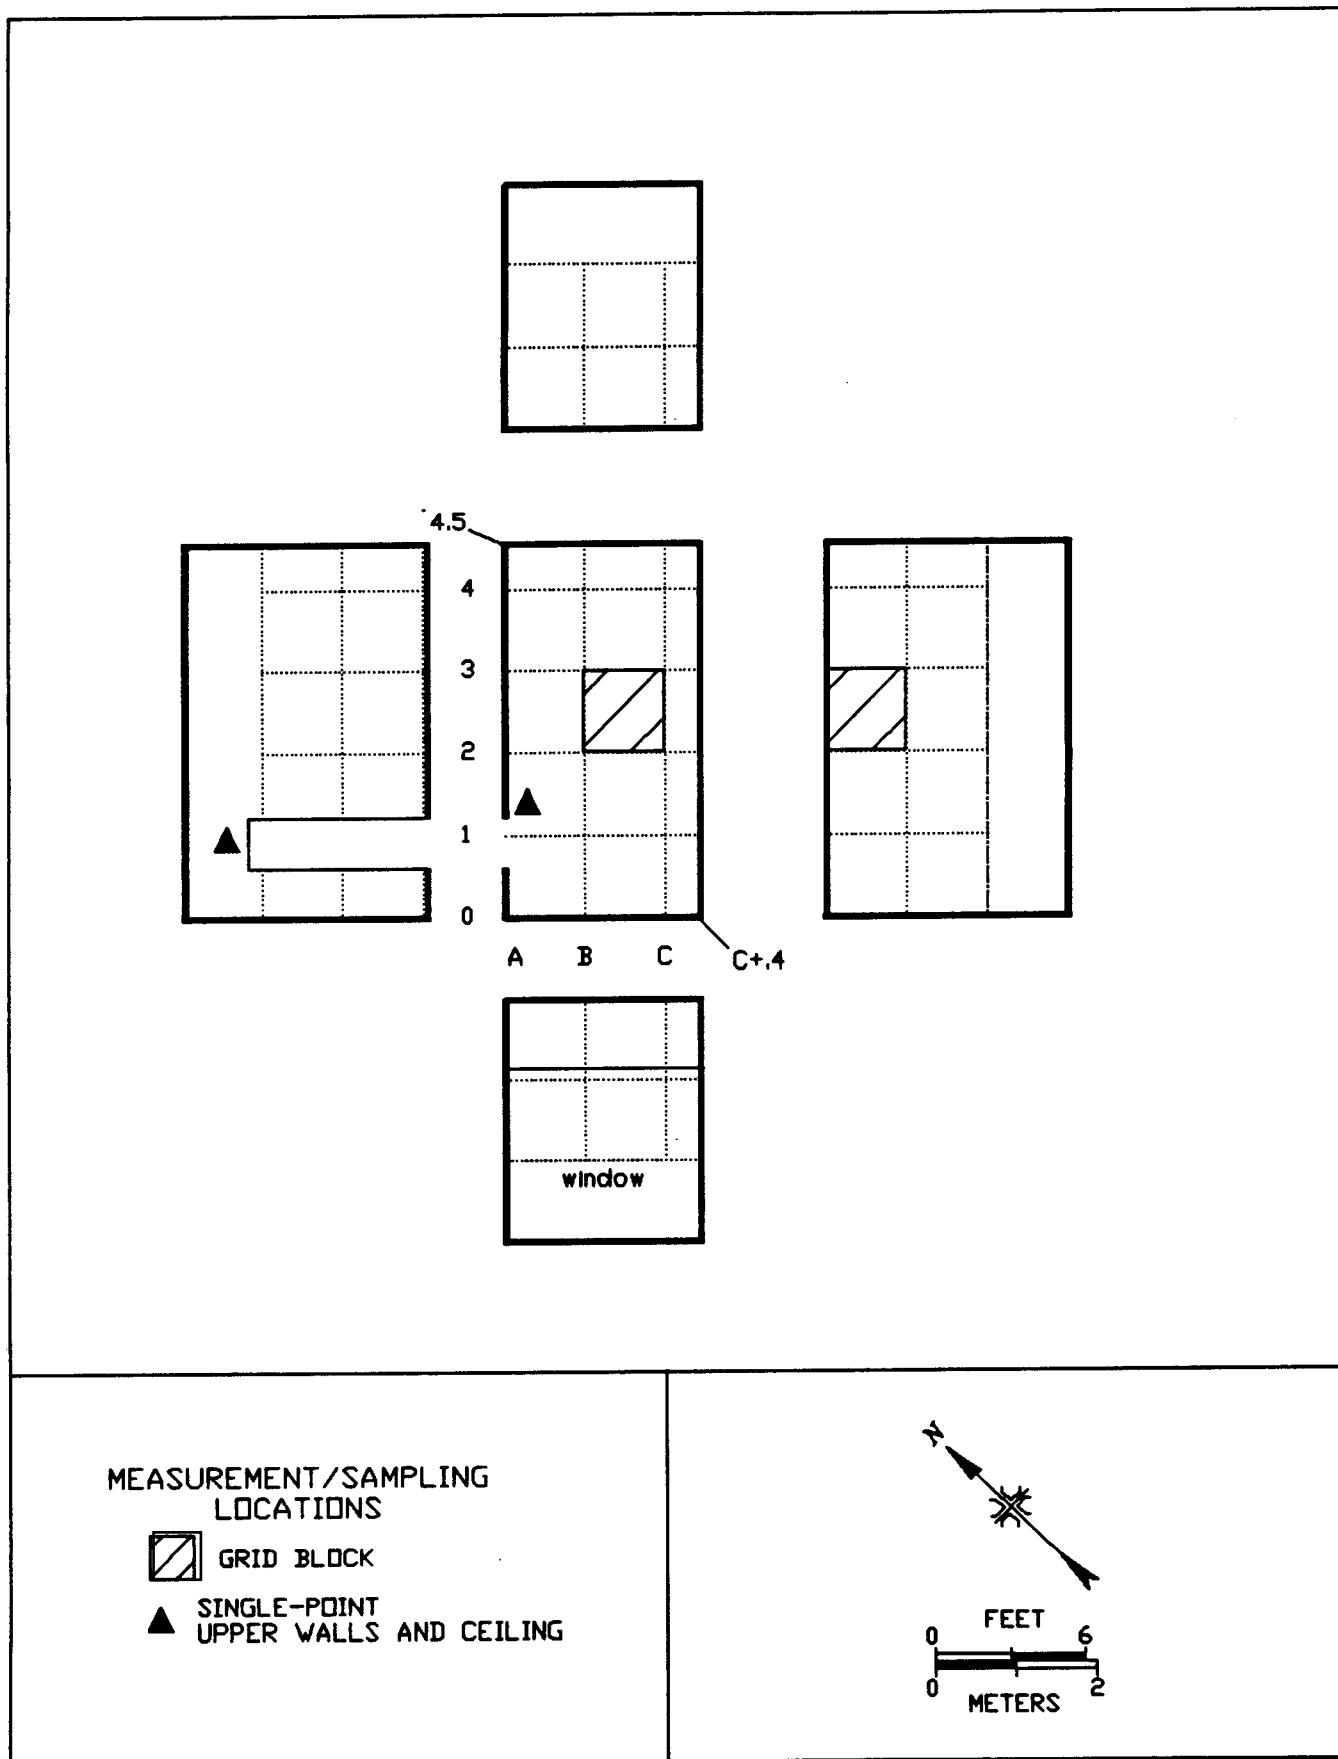 4.5
4
3
2
1
0
A B C C+.4
window
MEASUREMENT/SAMPLING
LOCATIONS
GRID BLOCK
SINGLE-POINT
UPPER WALLS AND CEILING
N
FEET
0 6
0 2
METERS